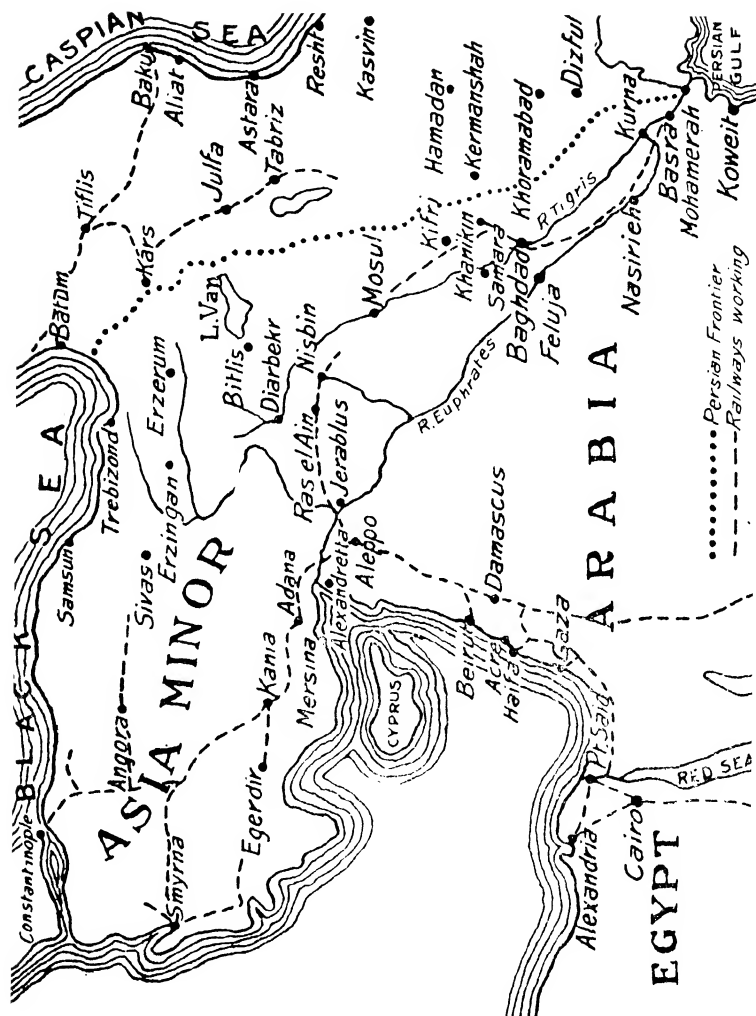 CASPIAN SEA
BLACK SEA
Constantinople
Samsun
Trebizond
Batum
Tiflis
Baku
Aliat
Astara
Resht
Kasvin
Kars
Julfa
Tabriz
Angora
Sivas
Erzingan
Erzerum
L. Van
Bitlis
Diarbekr
Nisbin
Mosul
Kifri
Hamadan
Kermanshah
Khanikin
Samara
Khoramabad
Dizful
ASIA MINOR
Smyrna
Egerdir
Kania
Adana
Mersina
Alexandretta
Aleppo
Jerablus
Ras el Ain
R. Euphrates
R. Tigris
Baghdad
Feluja
Kurna
Nasirieh
Basra
Mohamerah
Koweit
PERSIAN
GULF
CYPRUS
Beirut
Damascus
Acre
Haifa
Gaza
ARABIA
Pt Said
Alexandria
Cairo
RED SEA
EGYPT
Persian Frontier
Railways working